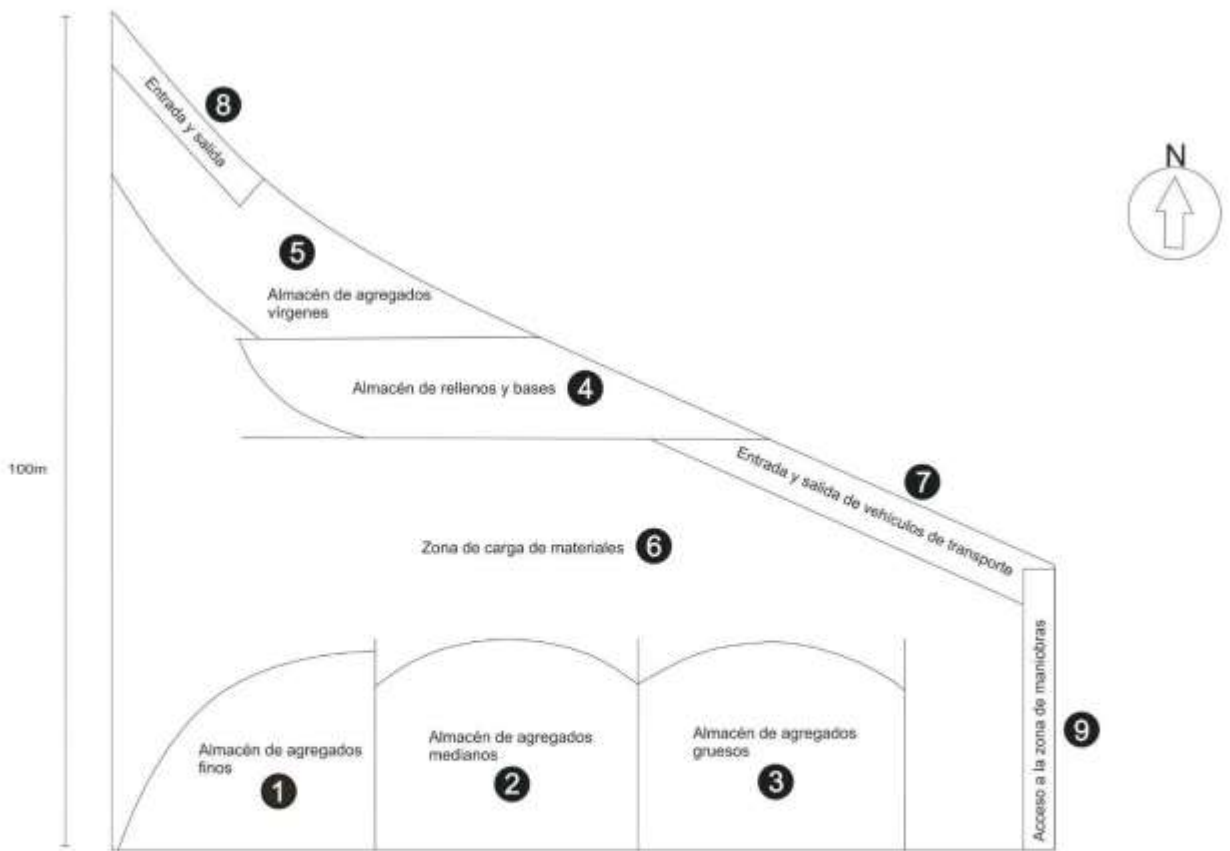 8
Entrada y salida
N
5
Almacén de agregados
vírgenes
Almacén de rellenos y bases
4
100m
Entrada y salida de vehículos de transporte
7
Zona de carga de materiales
6
Almacén de agregados
finos
1
Almacén de agregados
medianos
2
Almacén de agregados
gruesos
3
Acceso a la zona de maniobras
9